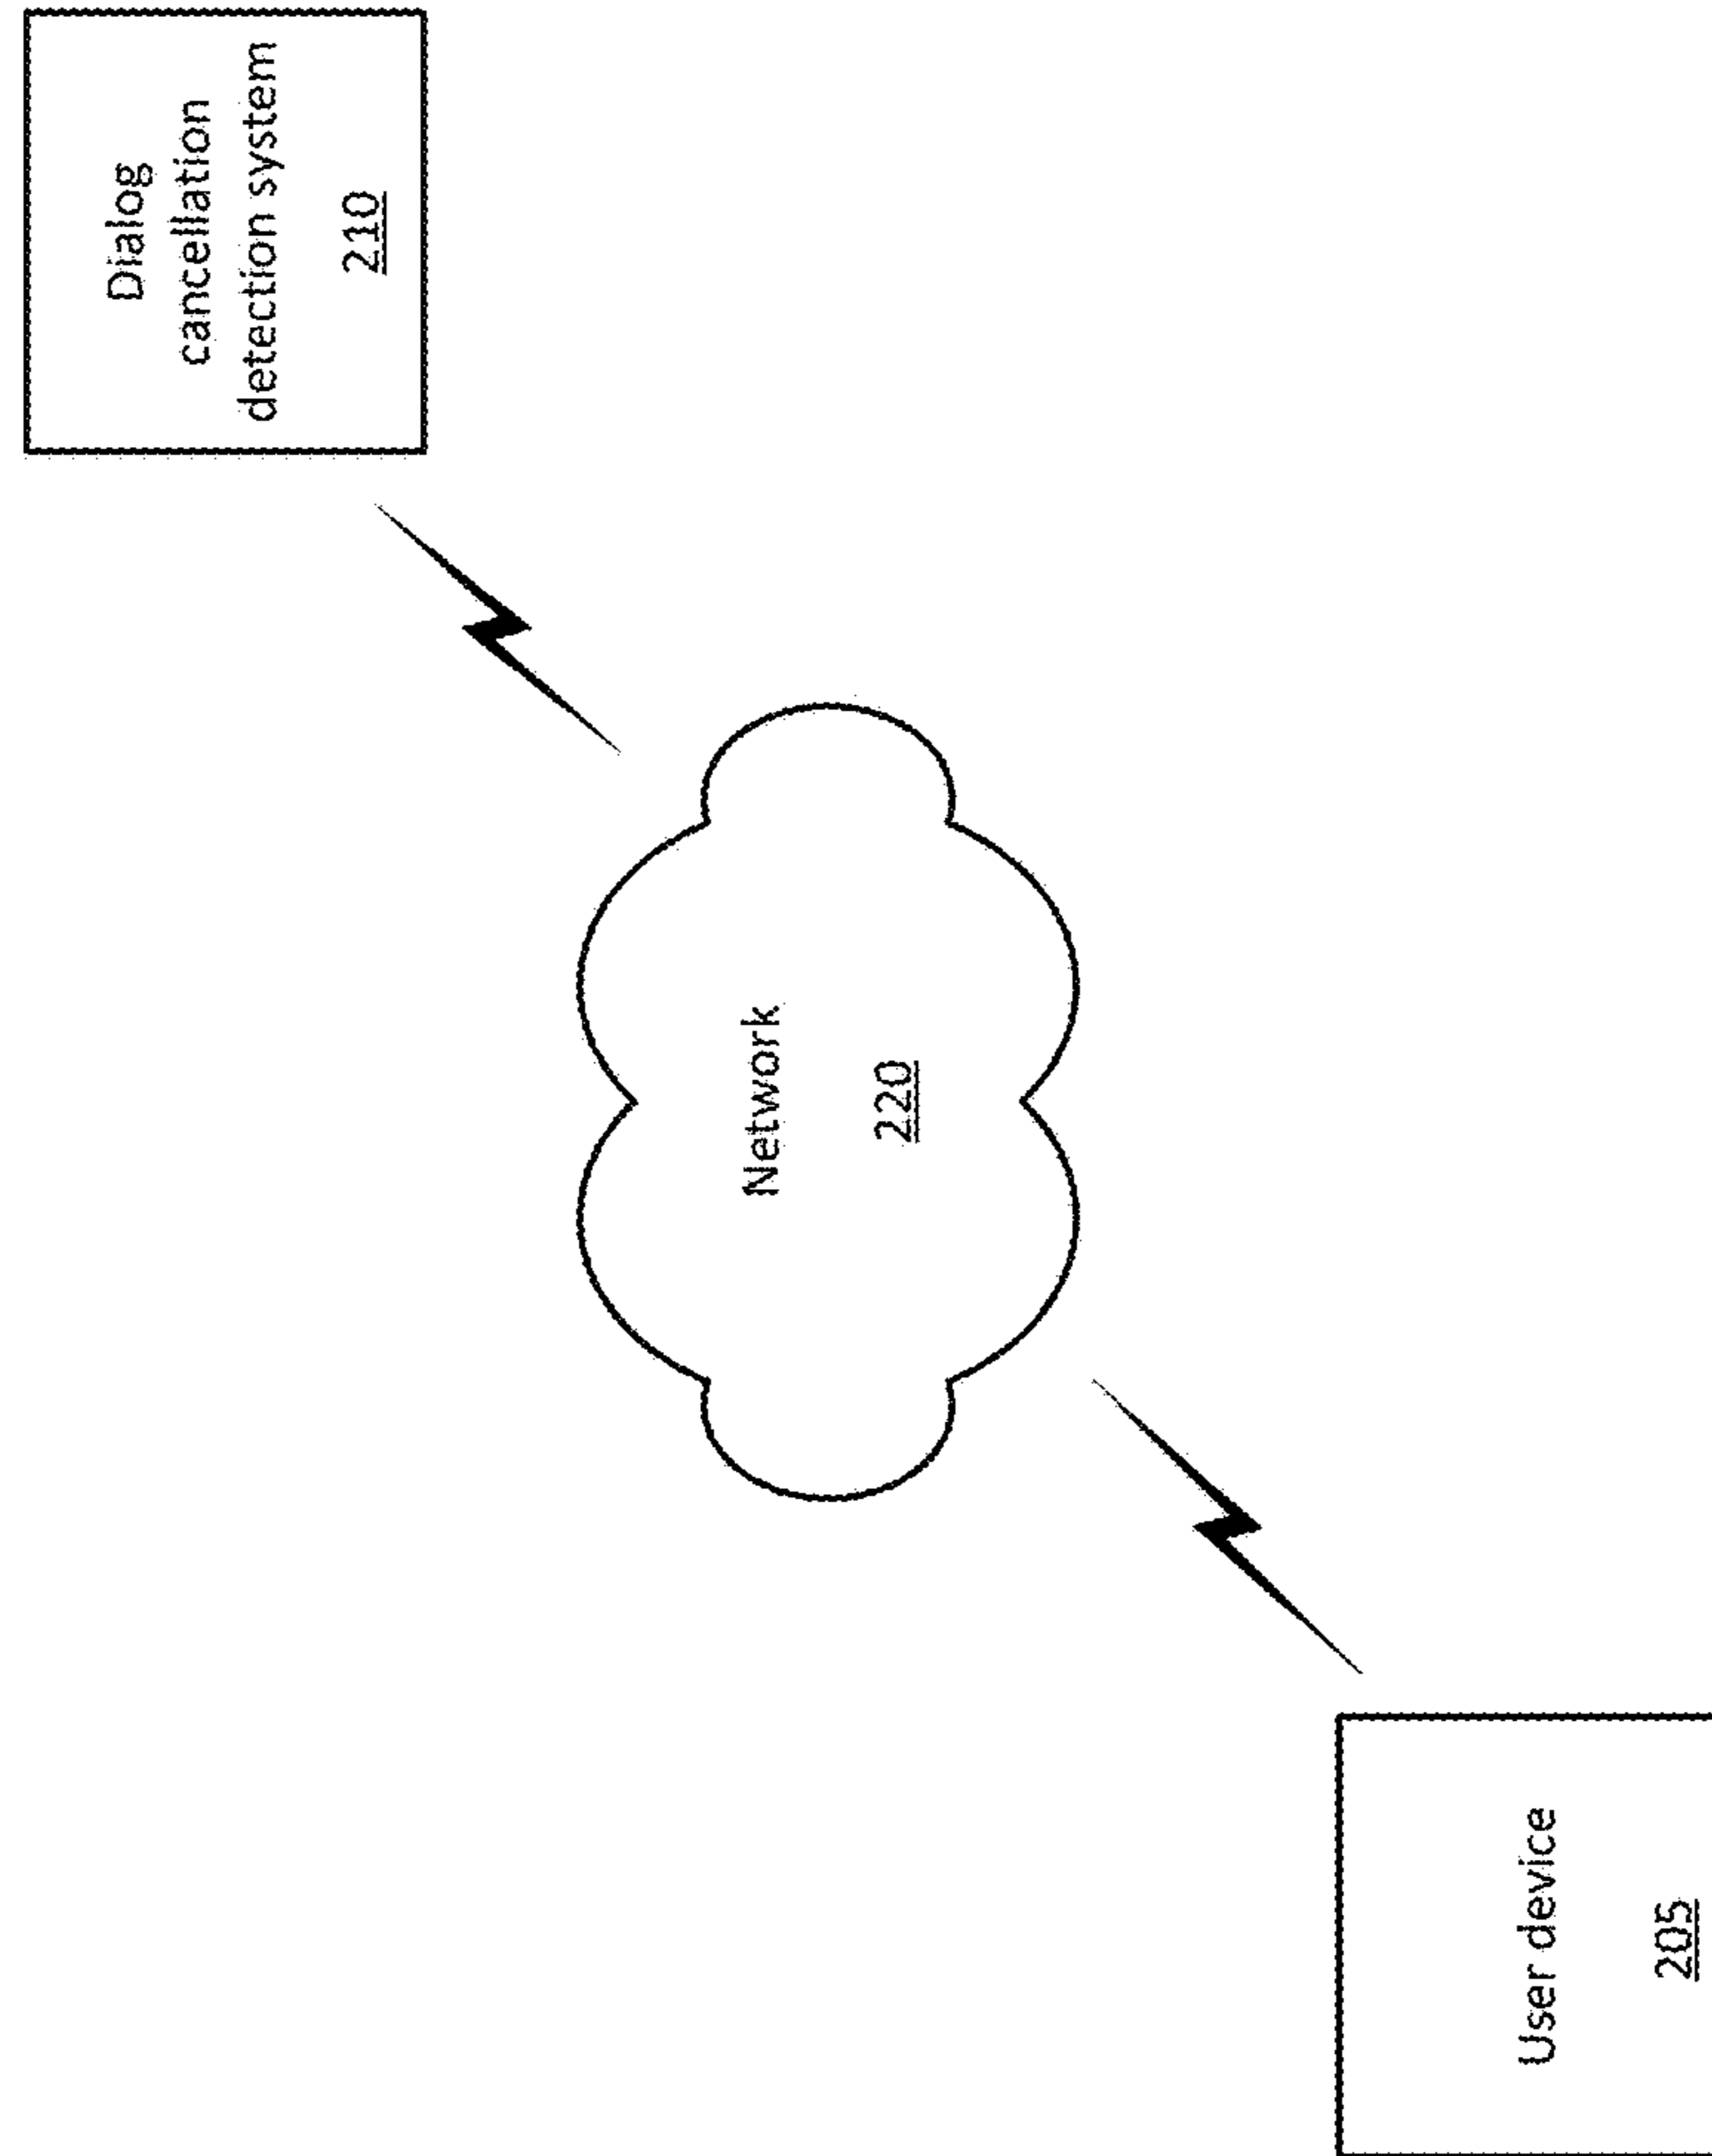 Dialog
cancellation
detection system
210
Network
220
User device
205